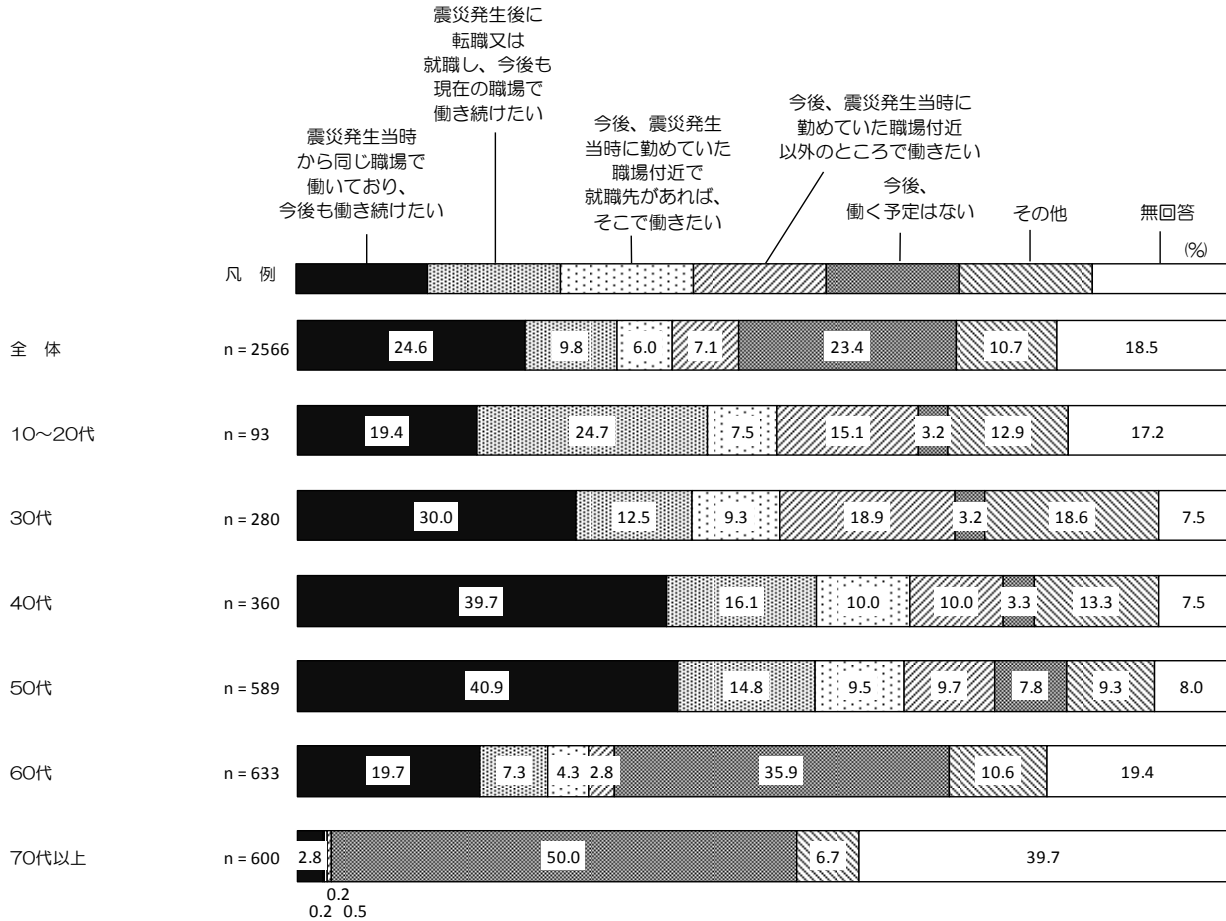 震災発生後に
転職又は
就職し、今後も
現在の職場で
働き続けたい
今後、震災発生当時に
勤めていた職場付近
以外のところで働きたい
今後、震災発生
当時に勤めていた
職場付近で
就職先があれば、
そこで働きたい
震災発生当時
から同じ職場で
働いており、
今後も働き続けたい
今後、
働く予定はない
その他
無回答
(%)
凡 例
全 体 n = 2566 24.6 9.8 6.0 7.1 23.4 10.7 18.5
10～20代 n = 93 19.4 24.7 7.5 15.1 3.2 12.9 17.2
30代 n = 280 30.0 12.5 9.3 18.9 3.2 18.6 7.5
40代 n = 360 39.7 16.1 10.0 10.0 3.3 13.3 7.5
50代 n = 589 40.9 14.8 9.5 9.7 7.8 9.3 8.0
60代 n = 633 19.7 7.3 4.3 2.8 35.9 10.6 19.4
70代以上 n = 600 2.8 50.0 6.7 39.7
0.2
0.2 0.5